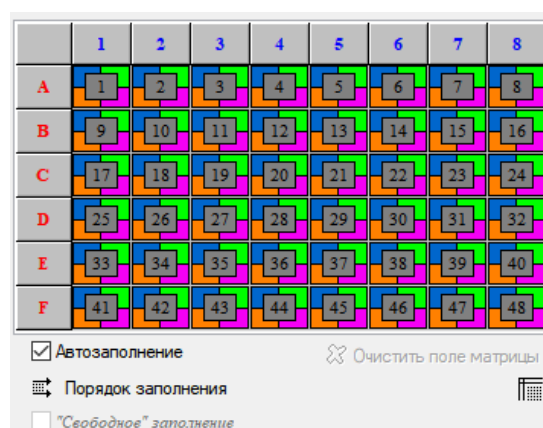 1 2 3 4 5 6 7 8
A 1 2 3 4 5 6 7 8
B 9 10 11 12 13 14 15 16
C 17 18 19 20 21 22 23 24
D 25 26 27 28 29 30 31 32
E 33 34 35 36 37 38 39 40
F 41 42 43 44 45 46 47 48
Автозаполнение Очистить поле матрицы
Порядок заполнения
"Свободное" заполнение